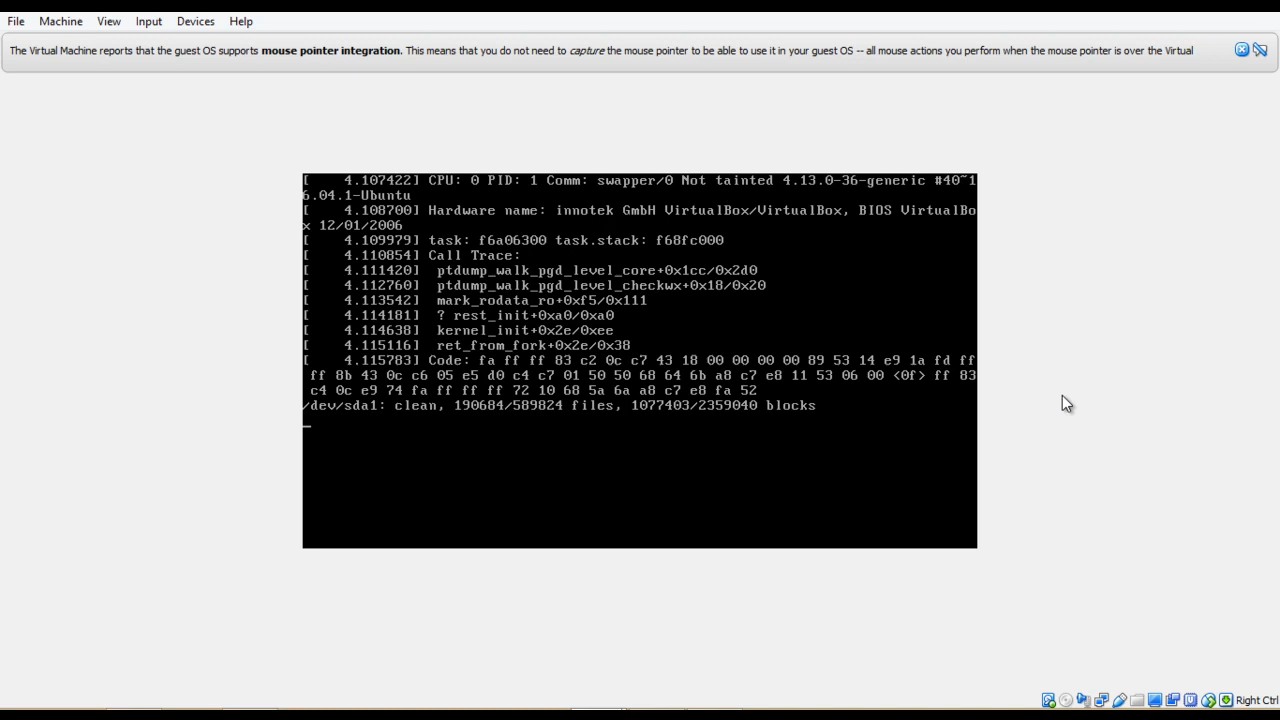 File Machine View Input Devices Help
The Virtual Machine reports that the guest OS supports mouse pointer integration. This means that you do not need to capture the mouse pointer to be able to use it in your guest OS -- all mouse actions you perform when the mouse pointer is over the Virtual
[    4.107422] CPU: 0 PID: 1 Comm: swapper/0 Not tainted 4.13.0-36-generic #40~1
6.04.1-Ubuntu
[    4.108700] Hardware name: innotek GmbH VirtualBox/VirtualBox, BIOS VirtualBo
x 12/01/2006
[    4.109979] task: f6a06300 task.stack: f68fc000
[    4.110854] Call Trace:
[    4.111420]  ptdump_walk_pgd_level_core+0x1cc/0x2d0
[    4.112760]  ptdump_walk_pgd_level_checkwx+0x18/0x20
[    4.113542]  mark_rodata_ro+0xf5/0x111
[    4.114181]  ? rest_init+0xa0/0xa0
[    4.114638]  kernel_init+0x2e/0xee
[    4.115116]  ret_from_fork+0x2e/0x38
[    4.115783] Code: fa ff ff 83 c2 0c c7 43 18 00 00 00 00 89 53 14 e9 1a fd ff
 ff 8b 43 0c c6 05 e5 d0 c4 c7 01 50 50 68 64 6b a8 c7 e8 11 53 06 00 <0f> ff 83
 c4 0c e9 74 fa ff ff ff 72 10 68 5a 6a a8 c7 e8 fa 52
/dev/sda1: clean, 190684/589824 files, 1077403/2359040 blocks
Right Ctrl